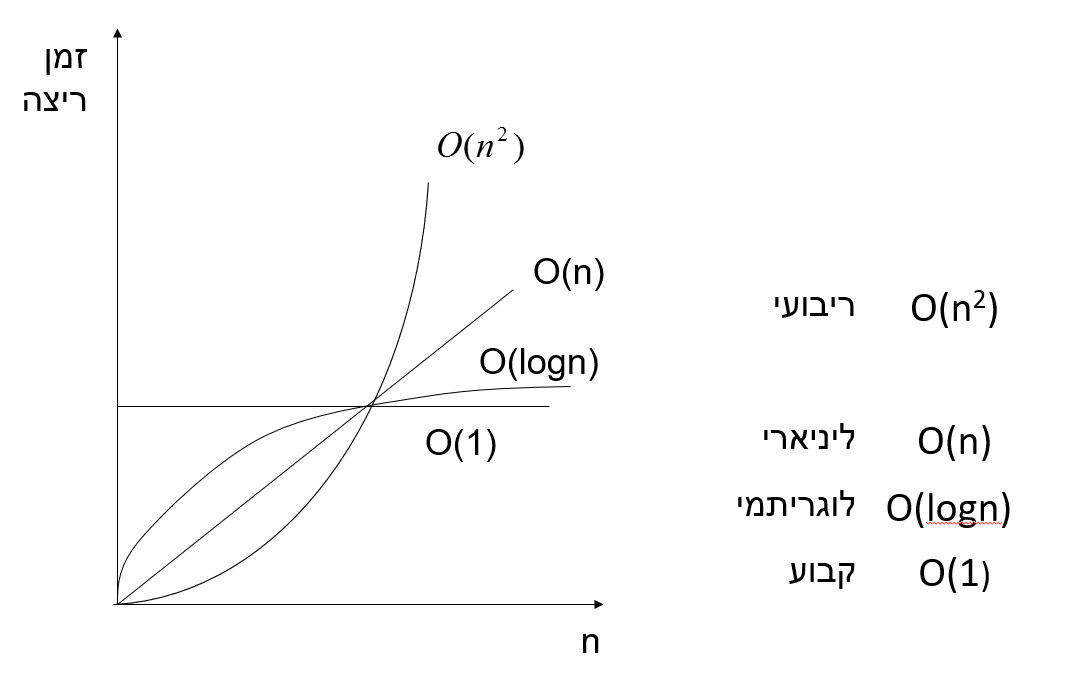 זמן
ריצה
O(n²)
O(n)
O(logn)
O(1)
n
ריבועי O(n²)
ליניארי O(n)
לוגריתמי O(logn)
קבוע O(1)